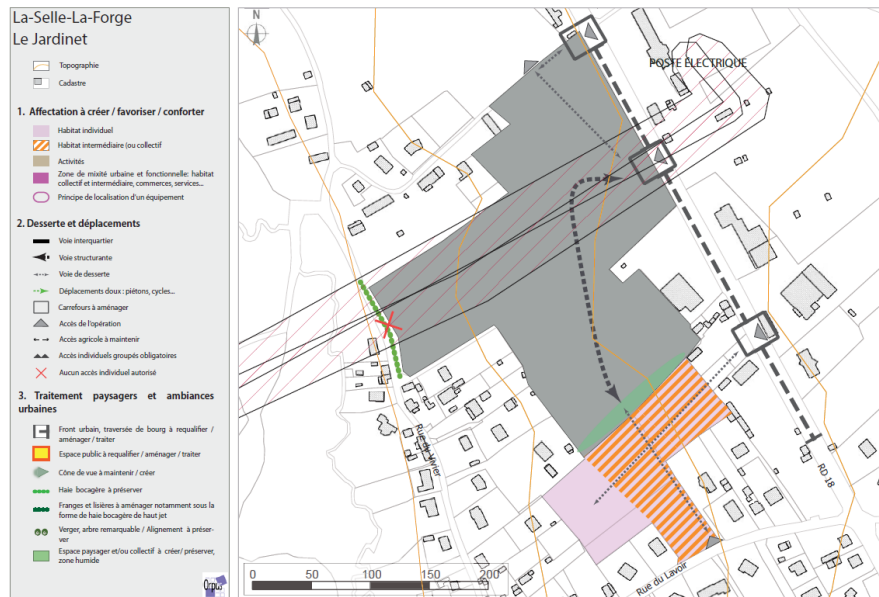 La-Selle-La-Forge
Le Jardinet
Topographie
Cadastre
1. Affectation à créer / favoriser / conforter
Habitat individuel
Habitat intermédiaire (ou collectif
Activités
Zone de mixité urbaine et fonctionnelle: habitat
collectif et intermédiaire, commerces, services...
Principe de localisation d'un équipement
2. Desserte et déplacements
Voie interquartier
Voie structurante
Voie de desserte
Déplacements doux : piétons, cycles...
Carrefours à aménager
Accès de l'opération
Accès agricole à maintenir
Accès individuels groupés obligatoires
Aucun accès individuel autorisé
3. Traitement paysagers et ambiances
urbaines
Front urbain, traversée de bourg à requalifier /
aménager / traiter
Espace public à requalifier / aménager / traiter
Cône de vue à maintenir / créer
Haie bocagère à préserver
Franges et lisières à aménager notamment sous la
forme de haie bocagère de haut jet
Verger, arbre remarquable / Alignement à préser-
ver
Espace paysager et/ou collectif à créer/ préserver,
zone humide
N
POSTE ELECTRIQUE
Rue du Vivier
RD 18
Rue du Lavoir
0 50 100 150 200